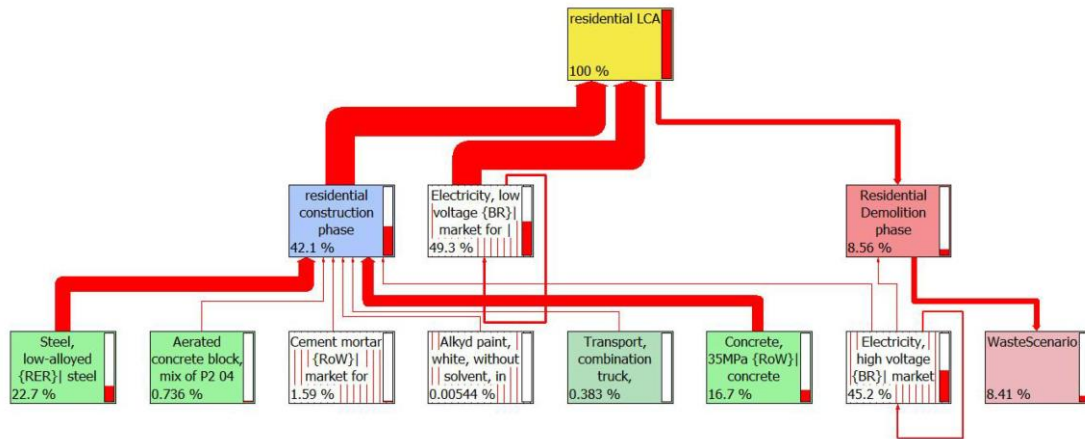 residential LCA
100 %
residential
construction
phase
42.1 %
Electricity, low
voltage {BR}|
market for |
49.3 %
Residential
Demolition
phase
8.56 %
Steel,
low-alloyed
{RER}| steel
22.7 %
Aerated
concrete block,
mix of P2 04
0.736 %
Cement mortar
{RoW}|
market for
1.59 %
Alkyd paint,
white, without
solvent, in
0.00544 %
Transport,
combination
truck,
0.383 %
Concrete,
35MPa {RoW}|
concrete
16.7 %
Electricity,
high voltage
{BR}| market
45.2 %
WasteScenario
8.41 %